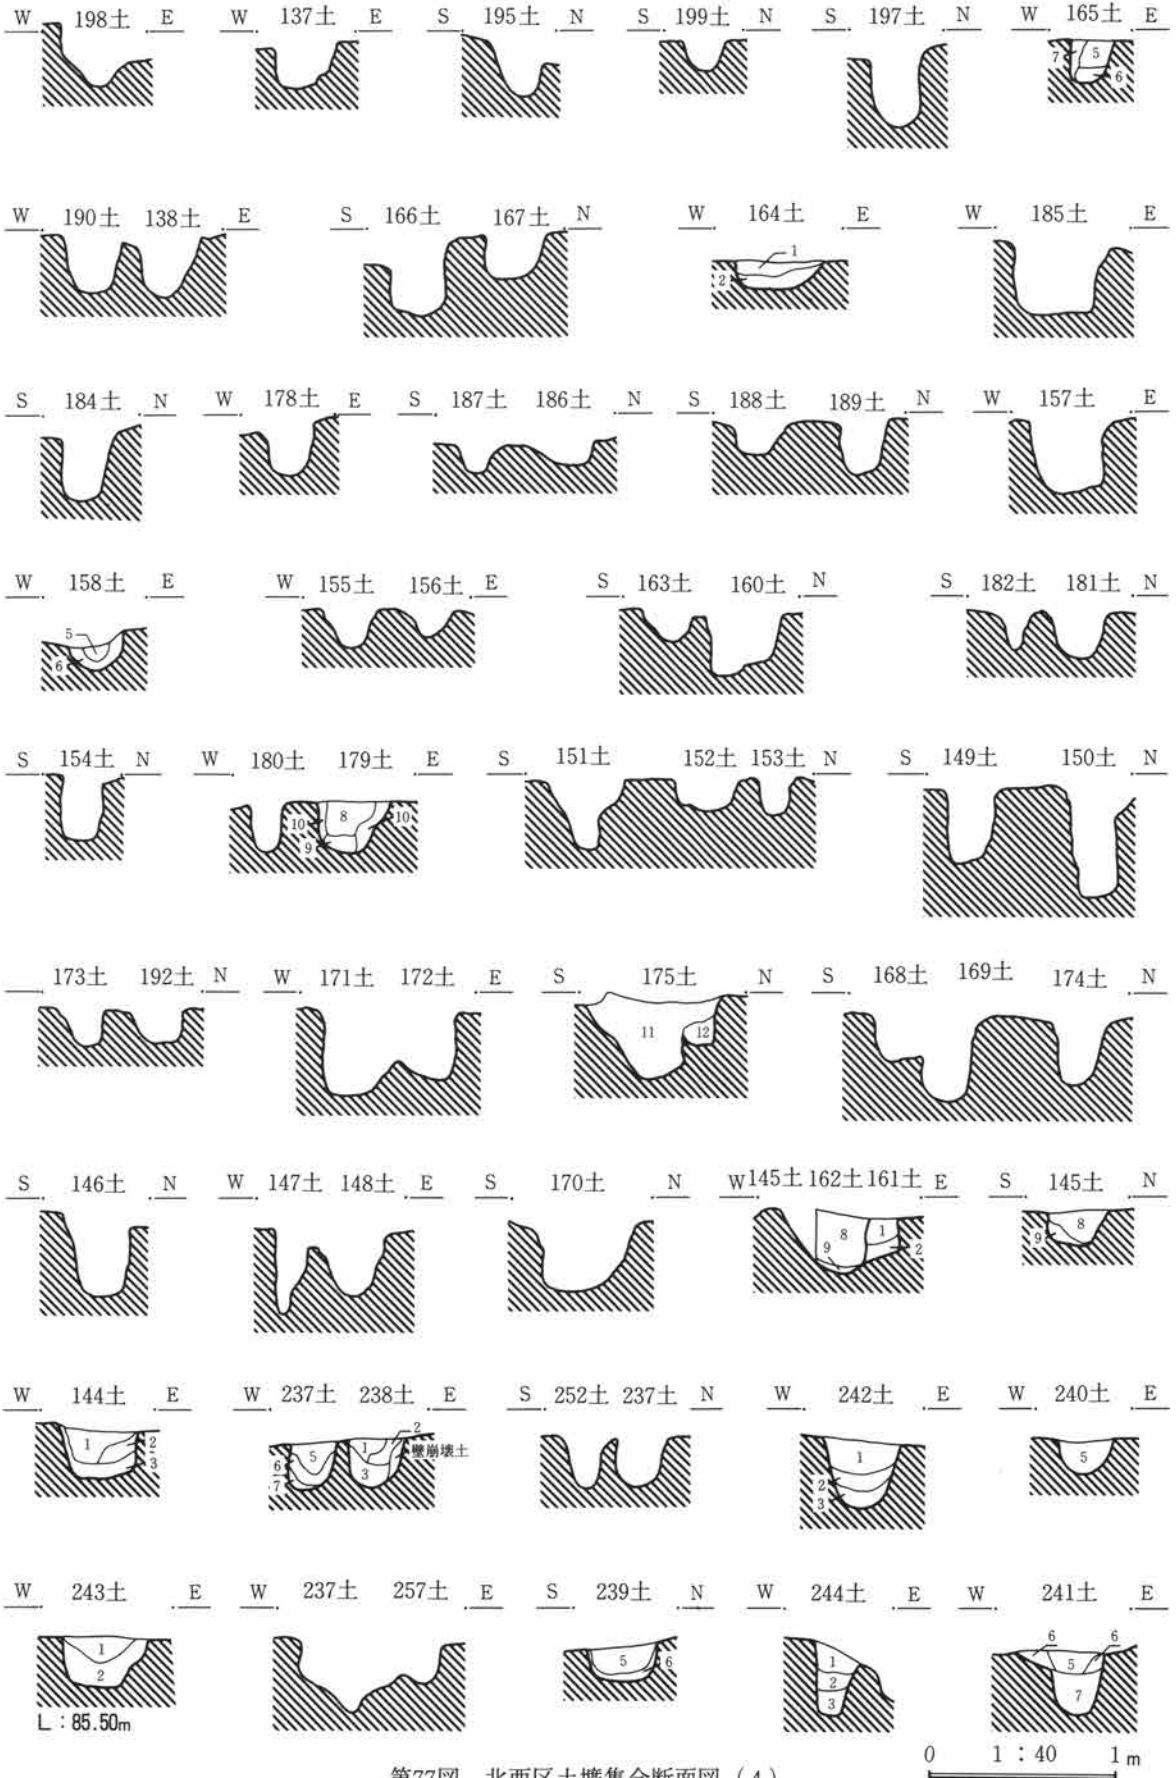 W 198土 E W 137土 E S 195土 N S 199土 N S 197土 N W 165土 E
7 5 6
W 190土 138土 E S 166土 167土 N W 164土 E W 185土 E
1
2
S 184土 N W 178土 E S 187土 186土 N S 188土 189土 N W 157土 E
W 158土 E W 155土 156土 E S 163土 160土 N S 182土 181土 N
5
6
S 154土 N W 180土 179土 E S 151土 152土 153土 N S 149土 150土 N
10 8 10
9
173土 192土 N W 171土 172土 E S 175土 N S 168土 169土 174土 N
11 12
S 146土 N W 147土 148土 E S 170土 N W 145土 162土 161土 E S 145土 N
8 1 9 2 9 8
W 144土 E W 237土 238土 E S 252土 237土 N W 242土 E W 240土 E
1 2 3 5 6 7 1 2 3 壁崩壊土 1 2 3 5
W 243土 E W 237土 257土 E S 239土 N W 244土 E W 241土 E
1 2 5 6 1 2 3 6 5 6 7
L : 85.50m
0 1 : 40 1 m
第77図 北西区土壙集合断面図 (4)